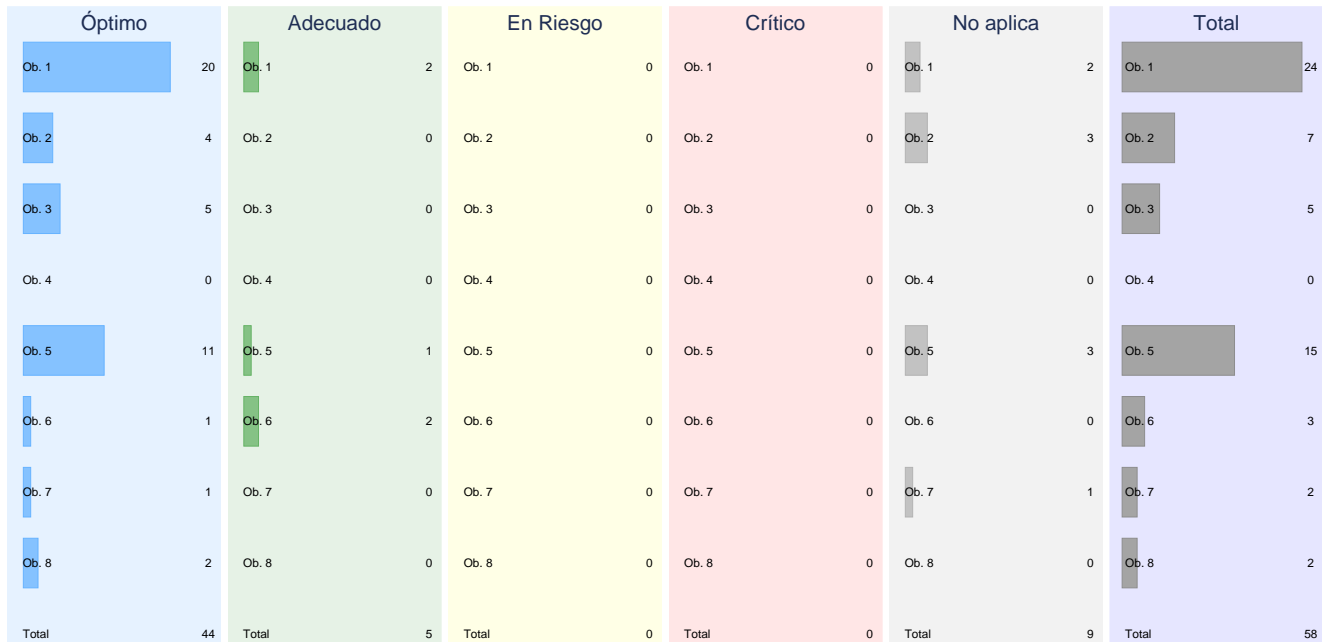 Óptimo Adecuado En Riesgo Crítico No aplica Total
Ob. 1 20 Ob. 1 2 Ob. 1 0 Ob. 1 0 Ob. 1 2 Ob. 1 24
Ob. 2 4 Ob. 2 0 Ob. 2 0 Ob. 2 0 Ob. 2 3 Ob. 2 7
Ob. 3 5 Ob. 3 0 Ob. 3 0 Ob. 3 0 Ob. 3 0 Ob. 3 5
Ob. 4 0 Ob. 4 0 Ob. 4 0 Ob. 4 0 Ob. 4 0 Ob. 4 0
Ob. 5 11 Ob. 5 1 Ob. 5 0 Ob. 5 0 Ob. 5 3 Ob. 5 15
Ob. 6 1 Ob. 6 2 Ob. 6 0 Ob. 6 0 Ob. 6 0 Ob. 6 3
Ob. 7 1 Ob. 7 0 Ob. 7 0 Ob. 7 0 Ob. 7 1 Ob. 7 2
Ob. 8 2 Ob. 8 0 Ob. 8 0 Ob. 8 0 Ob. 8 0 Ob. 8 2
Total 44 Total 5 Total 0 Total 0 Total 9 Total 58